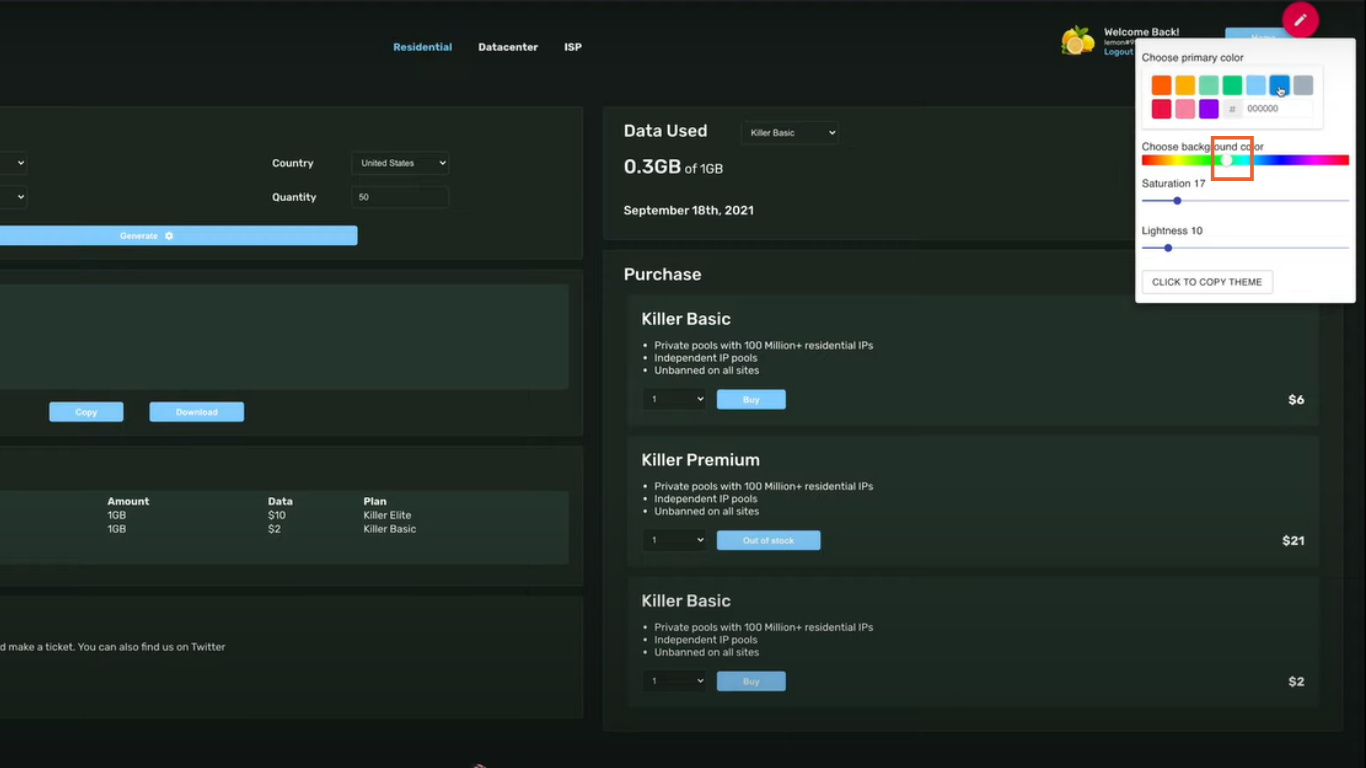 Residential Datacenter ISP
Welcome Back!
lemon#9
Logout
Home
Choose primary color
# 000000
Choose background color
Saturation 17
Lightness 10
CLICK TO COPY THEME
Country United States
Quantity 50
Generate
Copy Download
Amount Data Plan
1GB $10 Killer Elite
1GB $2 Killer Basic
d make a ticket. You can also find us on Twitter
Data Used Killer Basic
0.3GB of 1GB
September 18th, 2021
Purchase
Killer Basic
• Private pools with 100 Million+ residential IPs
• Independent IP pools
• Unbanned on all sites
1 Buy $6
Killer Premium
• Private pools with 100 Million+ residential IPs
• Independent IP pools
• Unbanned on all sites
1 Out of stock $21
Killer Basic
• Private pools with 100 Million+ residential IPs
• Independent IP pools
• Unbanned on all sites
1 Buy $2